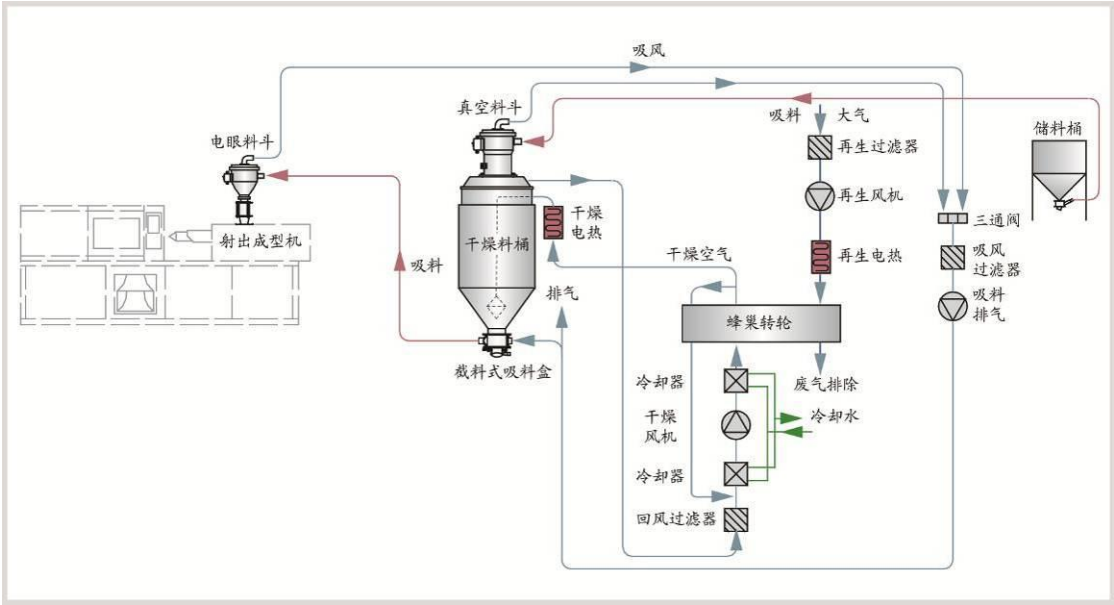 吸风
真空料斗
吸料
大气
储料桶
电眼料斗
再生过滤器
再生风机
三通阀
射出成型机
干燥料桶
干燥
电热
吸料
干燥空气
再生电热
吸风
过滤器
排气
吸料
排气
蜂巢转轮
截料式吸料盒
冷却器
废气排除
干燥
风机
冷却水
冷却器
回风过滤器